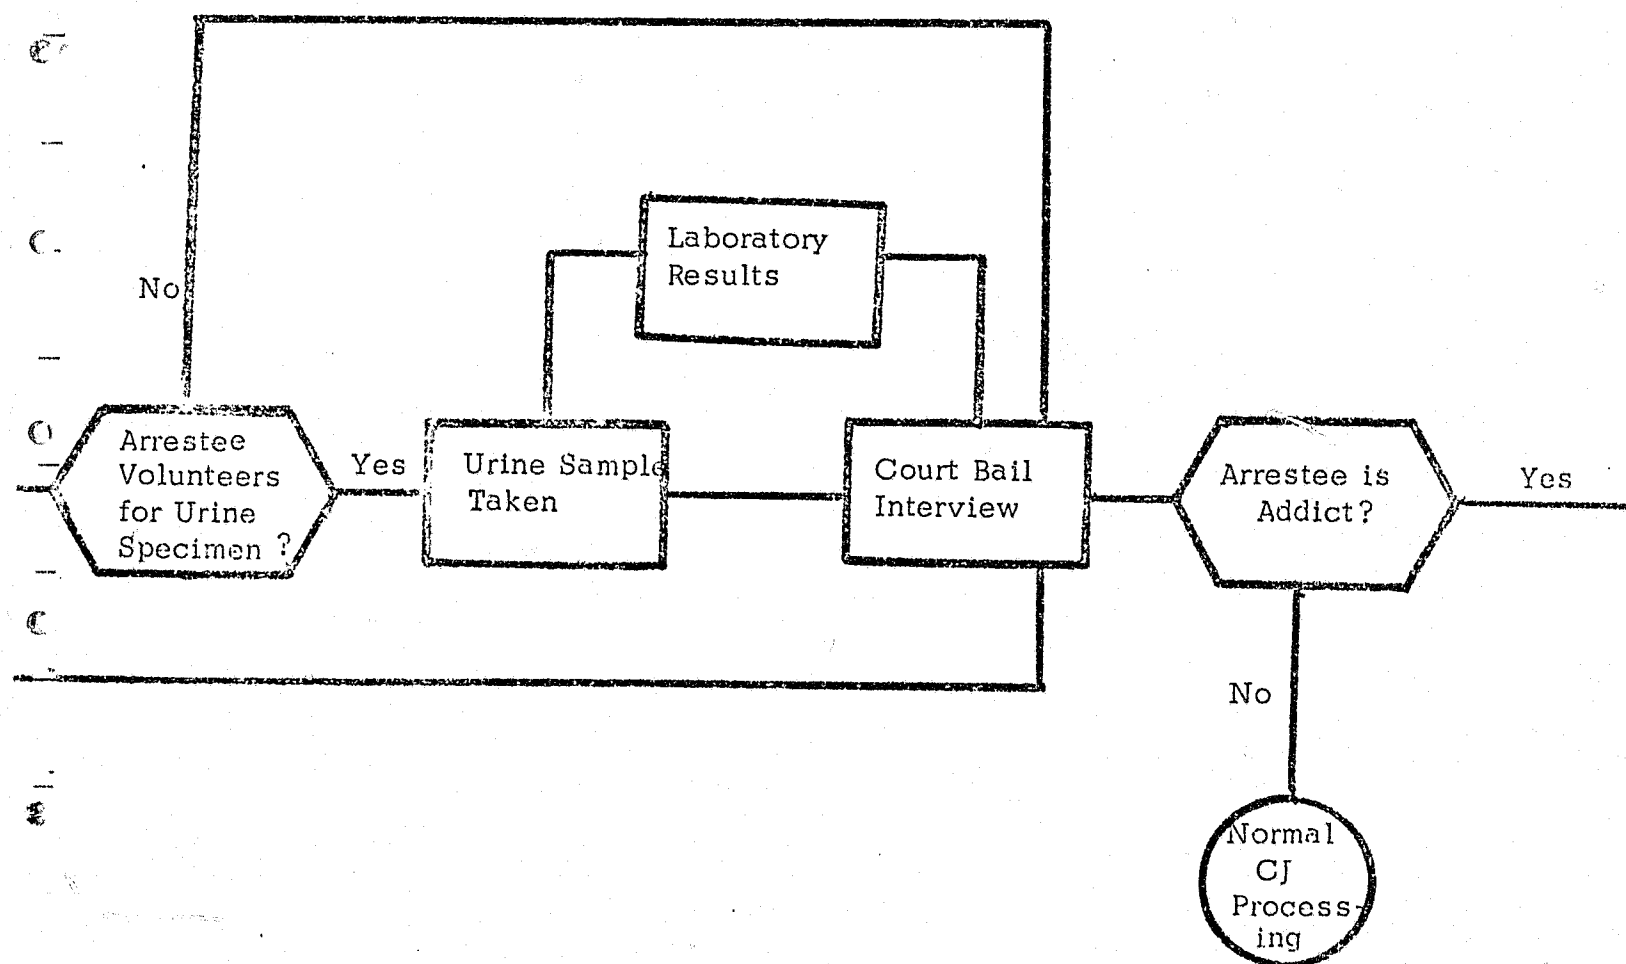 Laboratory
Results
No
Arrestee
Volunteers
for Urine
Specimen ?
Yes
Urine Sample
Taken
Court Bail
Interview
Arrestee is
Addict?
Yes
No
Normal
CJ
Process-
ing